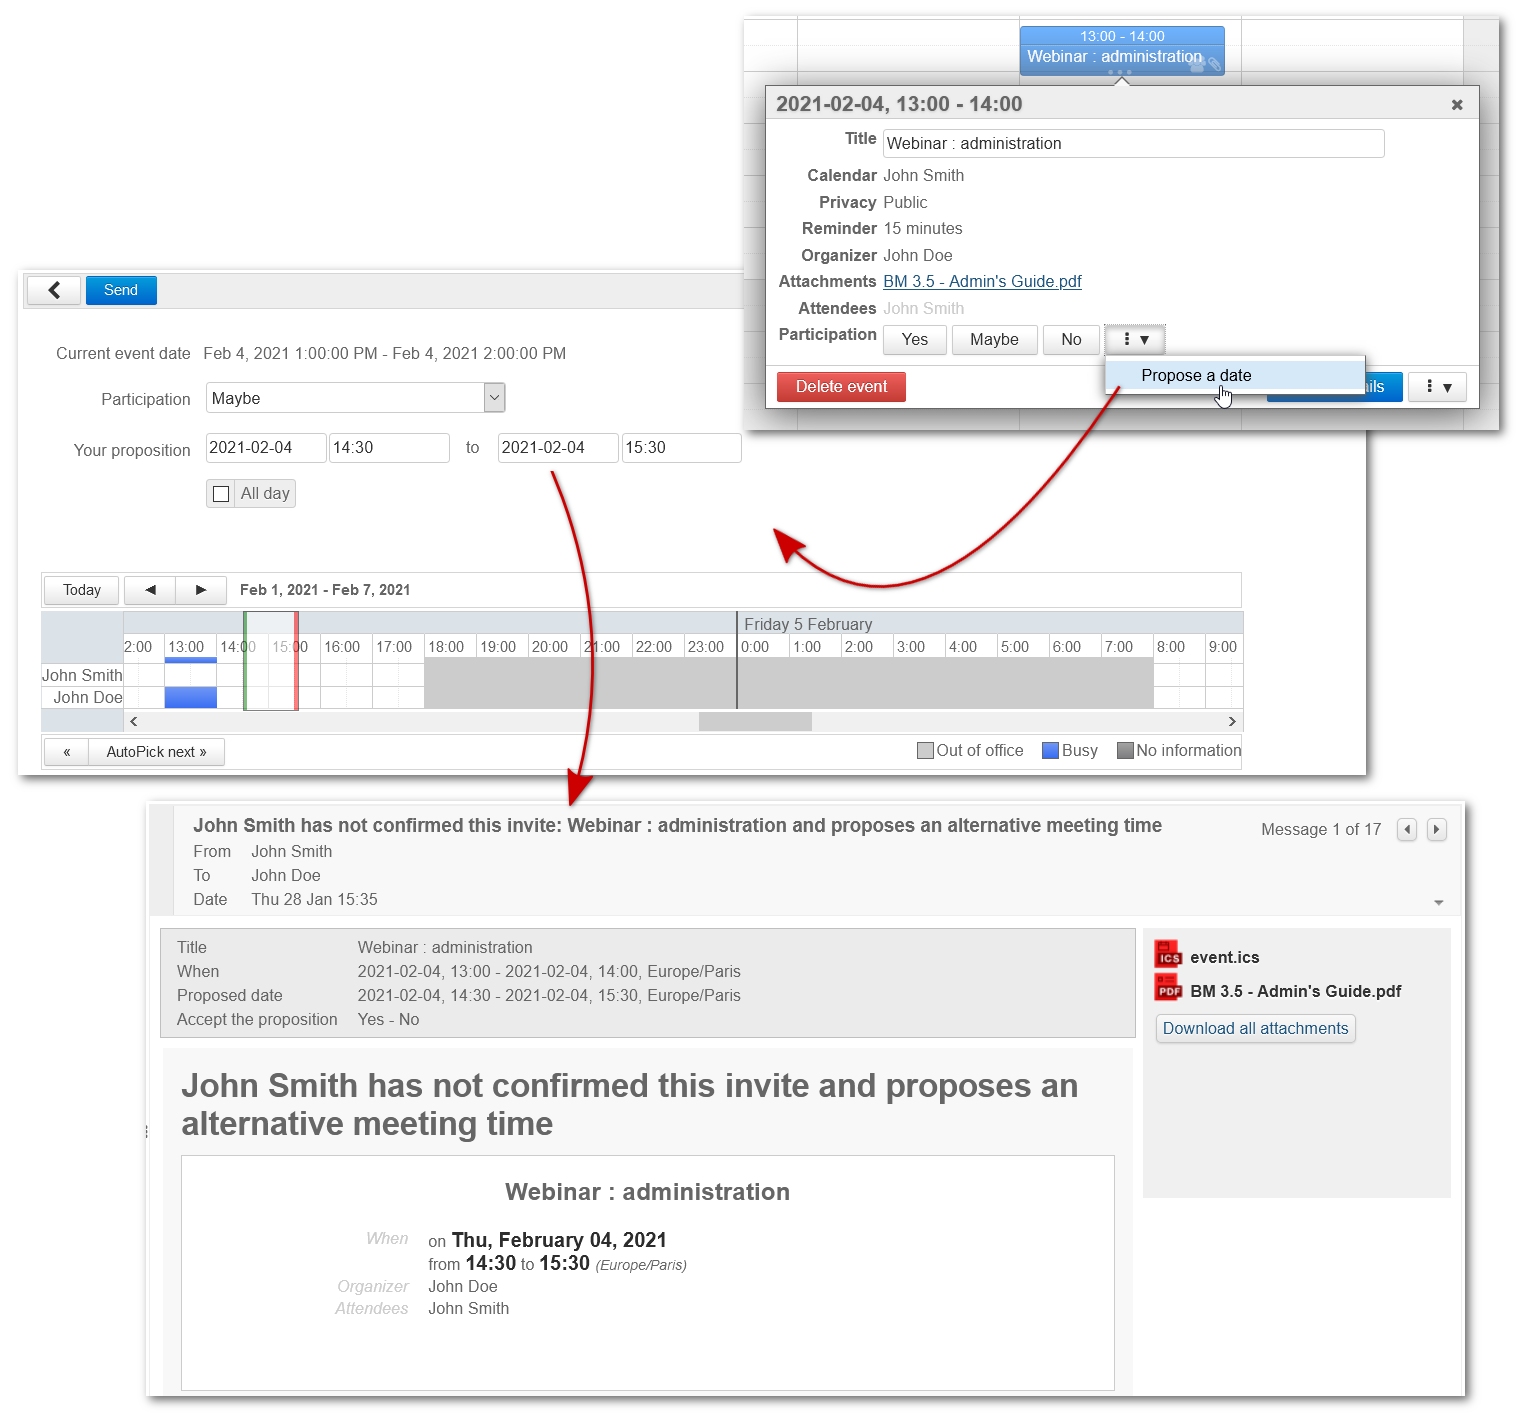 13:00 - 14:00
Webinar : administration
2021-02-04, 13:00 - 14:00
Title Webinar : administration
Calendar John Smith
Privacy Public
Reminder 15 minutes
Organizer John Doe
Attachments BM 3.5 - Admin's Guide.pdf
Attendees John Smith
Participation Yes Maybe No
Propose a date
Delete event
Send
Current event date Feb 4, 2021 1:00:00 PM - Feb 4, 2021 2:00:00 PM
Participation Maybe
Your proposition 2021-02-04 14:30 to 2021-02-04 15:30
All day
Today Feb 1, 2021 - Feb 7, 2021
Friday 5 February
2:00 13:00 14:00 15:00 16:00 17:00 18:00 19:00 20:00 21:00 22:00 23:00 0:00 1:00 2:00 3:00 4:00 5:00 6:00 7:00 8:00 9:00
John Smith
John Doe
« AutoPick next » Out of office Busy No information
John Smith has not confirmed this invite: Webinar : administration and proposes an alternative meeting time
Message 1 of 17
From John Smith
To John Doe
Date Thu 28 Jan 15:35
Title Webinar : administration
When 2021-02-04, 13:00 - 2021-02-04, 14:00, Europe/Paris
Proposed date 2021-02-04, 14:30 - 2021-02-04, 15:30, Europe/Paris
Accept the proposition Yes - No
ICS event.ics
PDF BM 3.5 - Admin's Guide.pdf
Download all attachments
John Smith has not confirmed this invite and proposes an
alternative meeting time
Webinar : administration
When on Thu, February 04, 2021
from 14:30 to 15:30 (Europe/Paris)
Organizer John Doe
Attendees John Smith